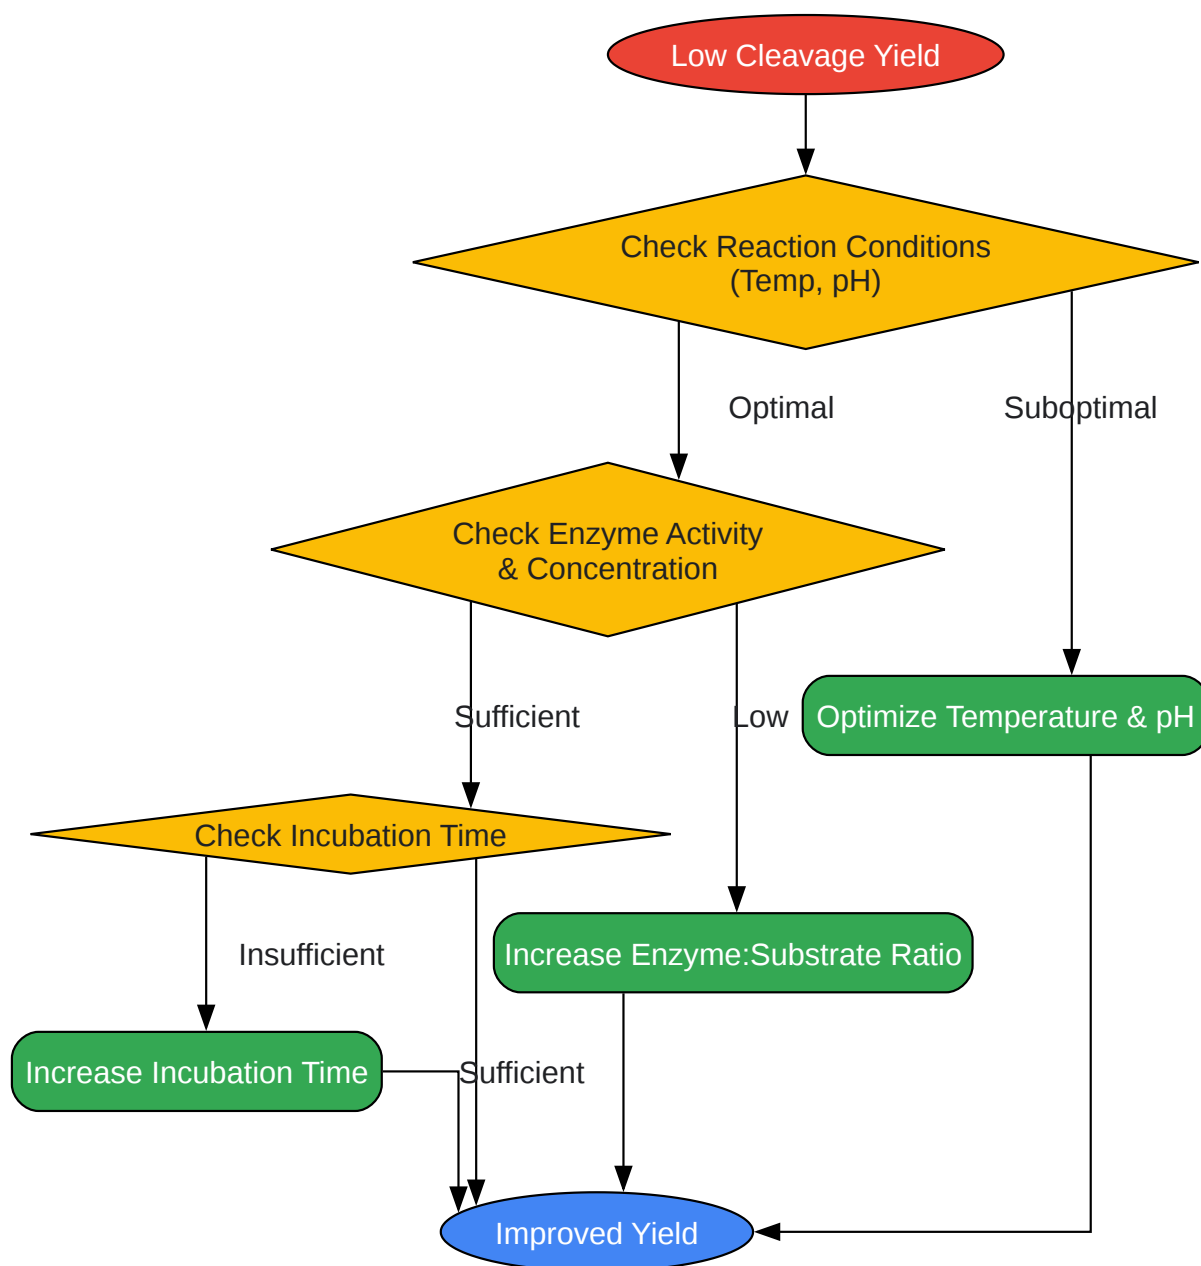 Low Cleavage Yield
Check Reaction Conditions
(Temp, pH)
Optimal
Suboptimal
Check Enzyme Activity
& Concentration
Sufficient
Low
Optimize Temperature & pH
Check Incubation Time
Insufficient
Increase Enzyme:Substrate Ratio
Increase Incubation Time
Sufficient
Improved Yield